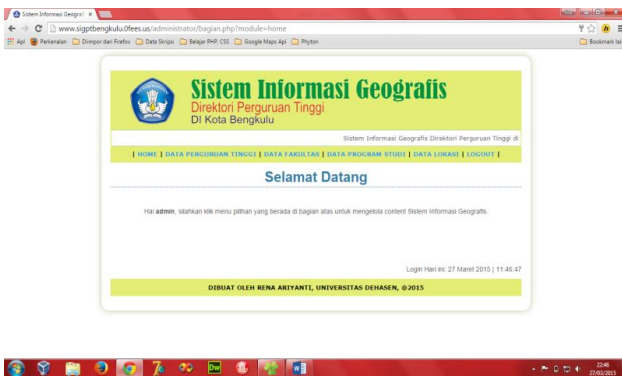 Sistem Informasi Geografi
www.sigptbengkulu.0fees.us/administrator/bagian.php?module=home
Apl Perkenalan Diimpor dari Firefox Data Skripsi Belajar PHP, CSS Google Maps Api Phyton Bookmark lain
Sistem Informasi Geografis
Direktori Perguruan Tinggi
DI Kota Bengkulu
Sistem Informasi Geografis Direktori Perguruan Tinggi di
| HOME | DATA PERGURUAN TINGGI | DATA FAKULTAS | DATA PROGRAM STUDI | DATA LOKASI | LOGOUT |
Selamat Datang
Hai admin, silahkan klik menu pilihan yang berada di bagian atas untuk mengelola content Sistem Informasi Geografis.
Login Hari ini: 27 Maret 2015 | 11:46:47
DIBUAT OLEH RENA ARIYANTI, UNIVERSITAS DEHASEN, @2015
Dw
22:46
27/03/2015